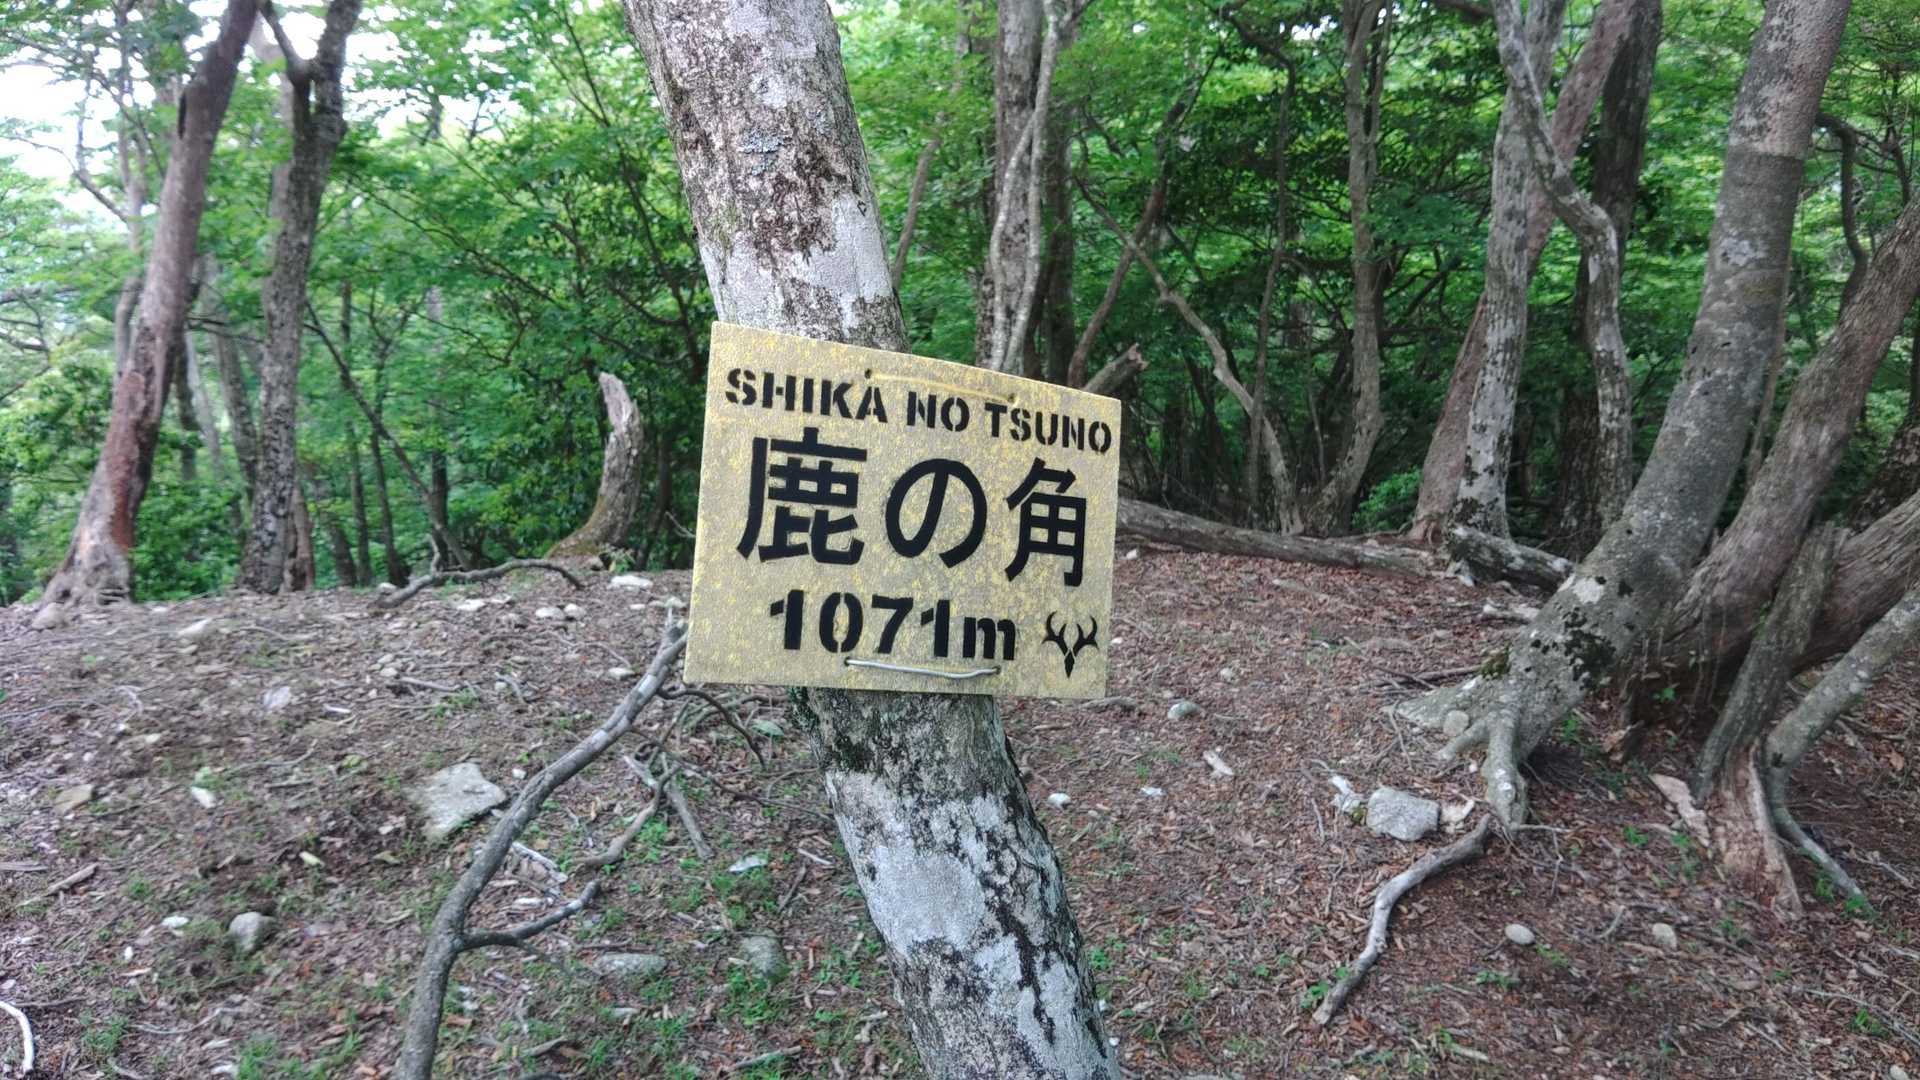 SHIKA NO TSUNO
鹿の角
1071m